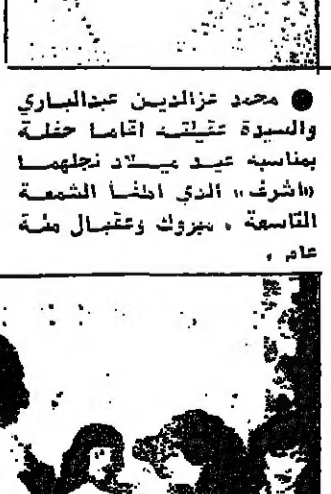 ● محمد عزالدين عبدالباري
والسيدة عقيلته اقاما حفلة
بمناسبة عيد ميلاد نجلهما
«اشرف» الذي اطفأ الشمعة
التاسعة ، مبروك وعقبال مئة
عام .